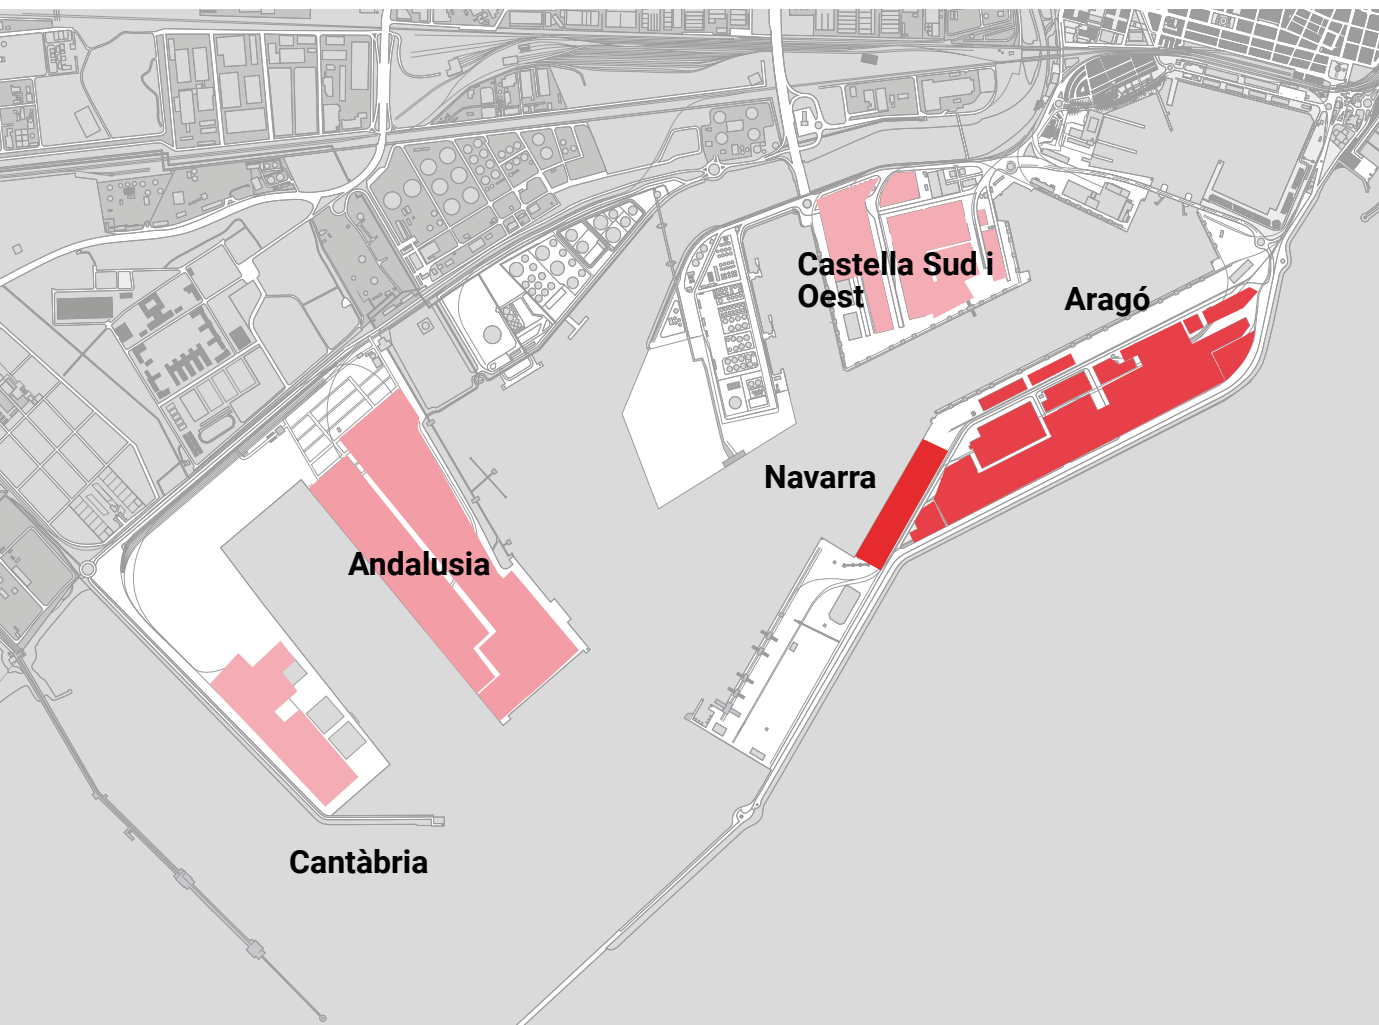 Castella Sud i
Oest
Aragó
Navarra
Andalusia
Cantàbria